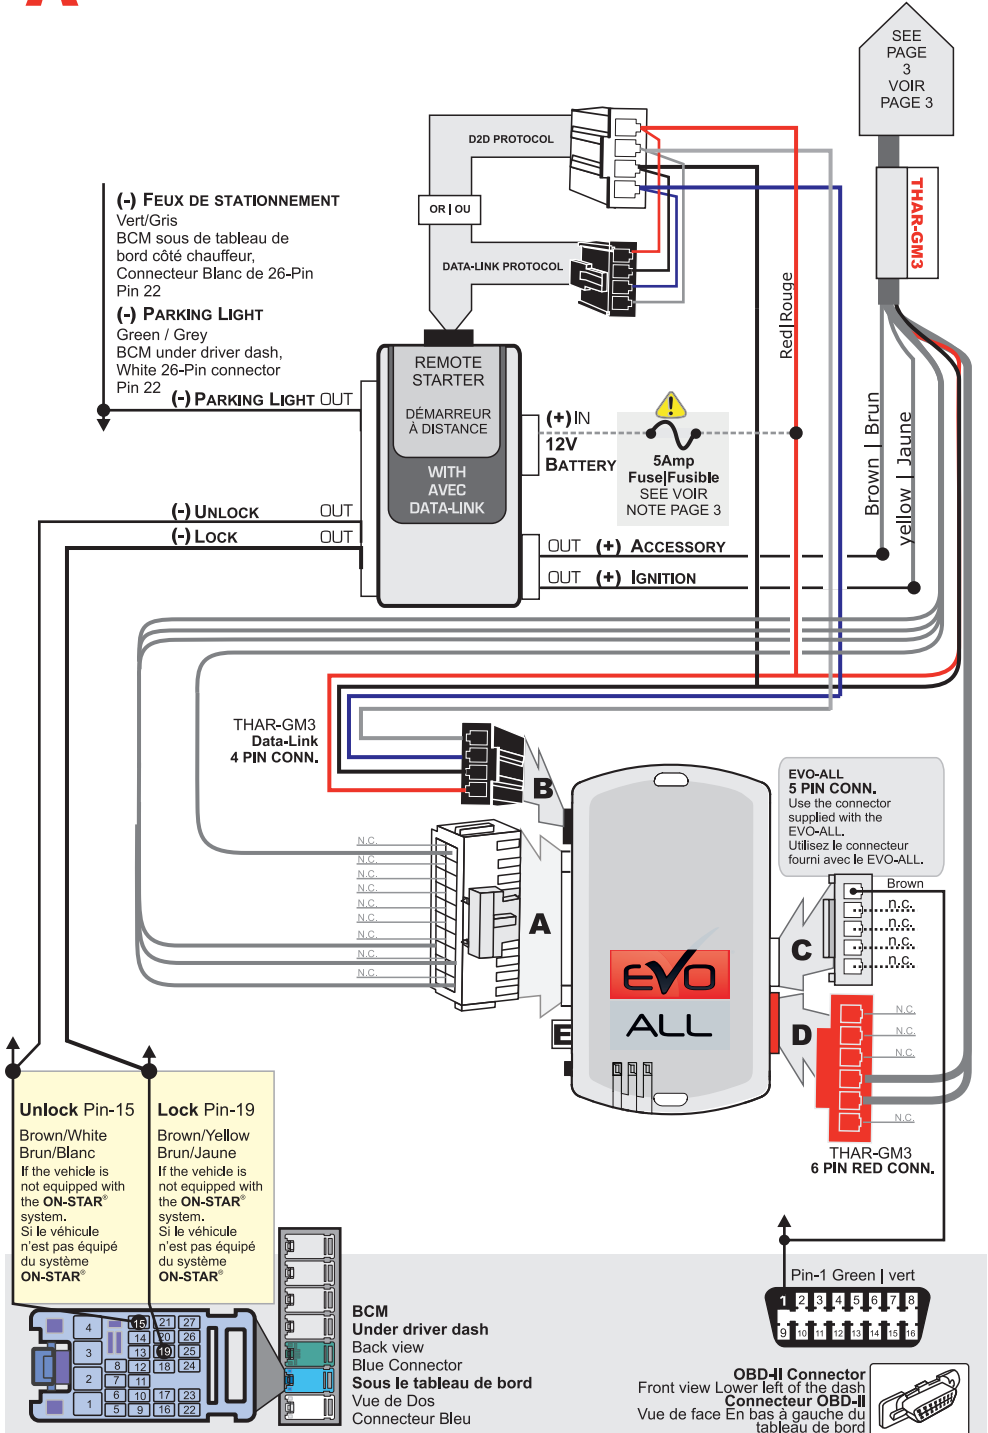 A
SEE
PAGE
3
VOIR
PAGE 3
THAR-GM3
D2D PROTOCOL
OR | OU
DATA-LINK PROTOCOL
(-) FEUX DE STATIONNEMENT
Vert/Gris
BCM sous de tableau de
bord côté chauffeur,
Connecteur Blanc de 26-Pin
Pin 22
(-) PARKING LIGHT
Green / Grey
BCM under driver dash,
White 26-Pin connector
Pin 22
(-) PARKING LIGHT OUT
REMOTE
STARTER
DÉMARREUR
À DISTANCE
WITH
AVEC
DATA-LINK
(+) IN
12V
BATTERY
5Amp
Fuse|Fusible
SEE VOIR
NOTE PAGE 3
Red|Rouge
Brown | Brun
yellow | Jaune
(-) UNLOCK OUT
(-) LOCK OUT
OUT (+) ACCESSORY
OUT (+) IGNITION
THAR-GM3
Data-Link
4 PIN CONN.
B
EVO-ALL
5 PIN CONN.
Use the connector
supplied with the
EVO-ALL.
Utilisez le connecteur
fourni avec le EVO-ALL.
N.C.
N.C.
N.C.
N.C.
N.C.
N.C.
N.C.
N.C.
N.C.
A
E
EVO
ALL
C
Brown
n.c.
n.c.
n.c.
n.c.
D
N.C.
N.C.
N.C.
N.C.
THAR-GM3
6 PIN RED CONN.
Unlock Pin-15
Brown/White
Brun/Blanc
If the vehicle is
not equipped with
the ON-STAR®
system.
Si le véhicule
n'est pas équipé
du système
ON-STAR®
Lock Pin-19
Brown/Yellow
Brun/Jaune
If the vehicle is
not equipped with
the ON-STAR®
system.
Si le véhicule
n'est pas équipé
du système
ON-STAR®
4 15 21 27
14 20 26
3 13 19 25
8 12 18 24
2 7 11
6 10 17 23
1 5 9 16 22
BCM
Under driver dash
Back view
Blue Connector
Sous le tableau de bord
Vue de Dos
Connecteur Bleu
Pin-1 Green | vert
1 2 3 4 5 6 7 8
9 10 11 12 13 14 15 16
OBD-II Connector
Front view Lower left of the dash
Connecteur OBD-II
Vue de face En bas à gauche du
tableau de bord